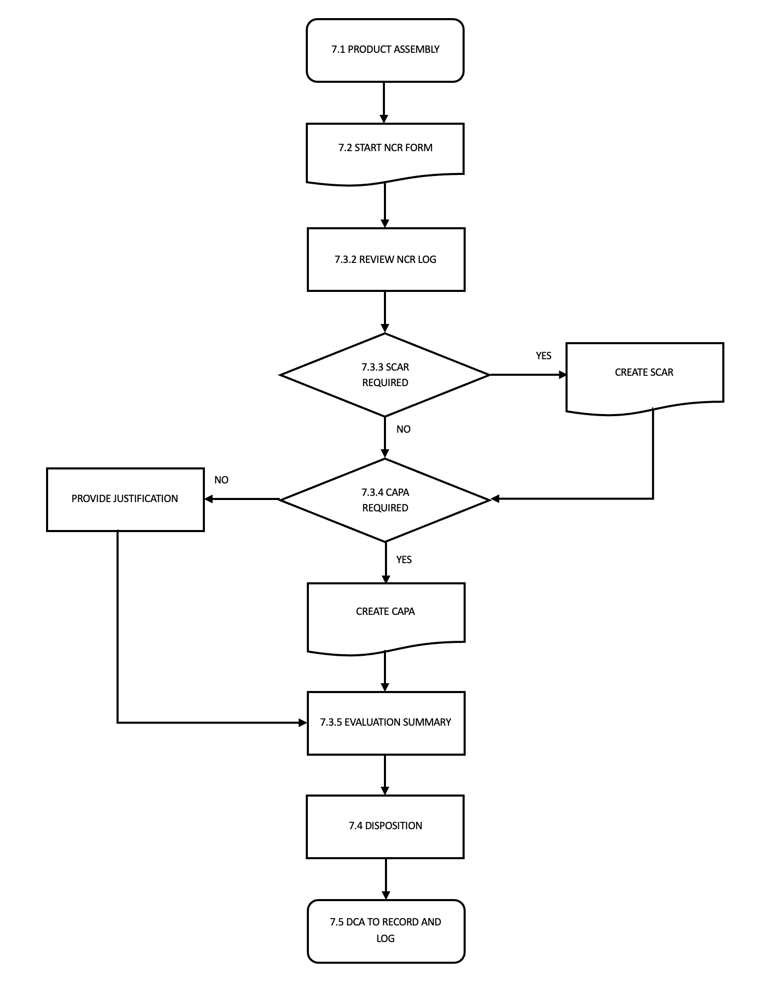 7.1 PRODUCT ASSEMBLY
7.2 START NCR FORM
7.3.2 REVIEW NCR LOG
7.3.3 SCAR
REQUIRED
YES
CREATE SCAR
NO
7.3.4 CAPA
REQUIRED
NO
PROVIDE JUSTIFICATION
YES
CREATE CAPA
7.3.5 EVALUATION SUMMARY
7.4 DISPOSITION
7.5 DCA TO RECORD AND
LOG